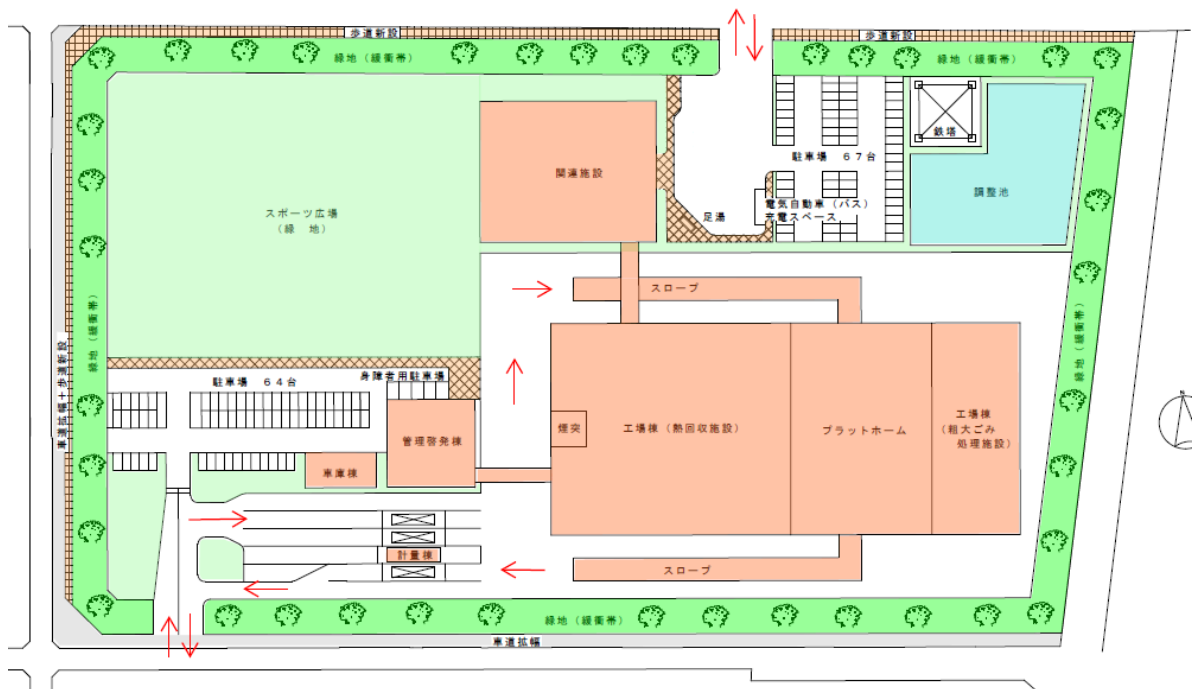 歩道新設
歩道新設
緑地（緩衝帯）
緑地（緩衝帯）
鉄塔
駐車場　６７台
関連施設
調整池
電気自動車（バス）
充電スペース
足湯
スポーツ広場
（緑　地）
スロープ
緑地（緩衝帯）
緑地（緩衝帯）
車道拡幅＋歩道新設
駐車場　６４台
身障者用駐車場
N
管理啓発棟
煙突
工場棟（熱回収施設）
プラットホーム
工場棟
（粗大ごみ
処理施設）
車庫棟
計量棟
スロープ
緑地（緩衝帯）
車道拡幅